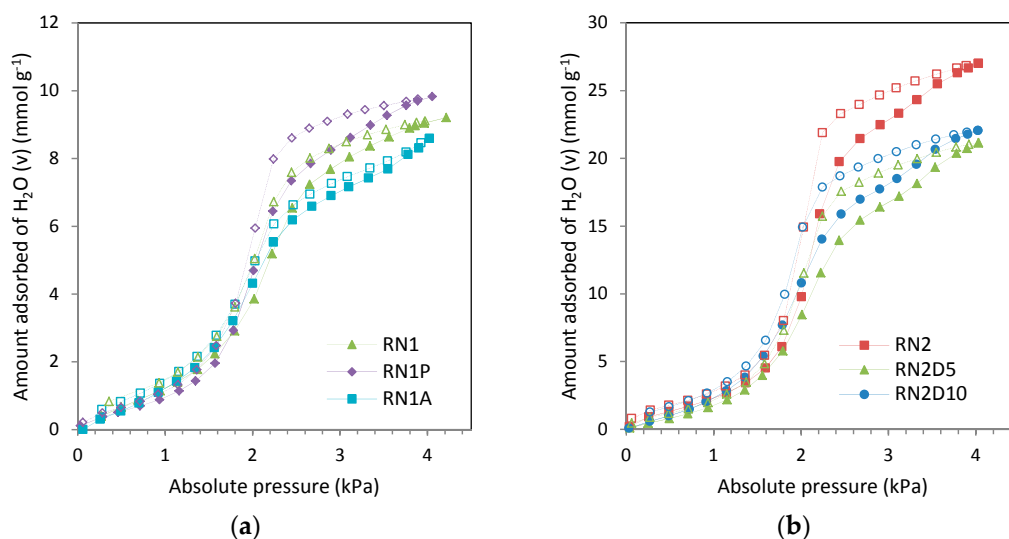 12
10
8
6
4
2
0
0
1
2
3
4
Amount adsorbed of H₂O (v) (mmol g⁻¹)
Absolute pressure (kPa)
RN1
RN1P
RN1A
(a)
30
25
20
15
10
5
0
0
1
2
3
4
Amount adsorbed of H₂O (v) (mmol g⁻¹)
Absolute pressure (kPa)
RN2
RN2D5
RN2D10
(b)